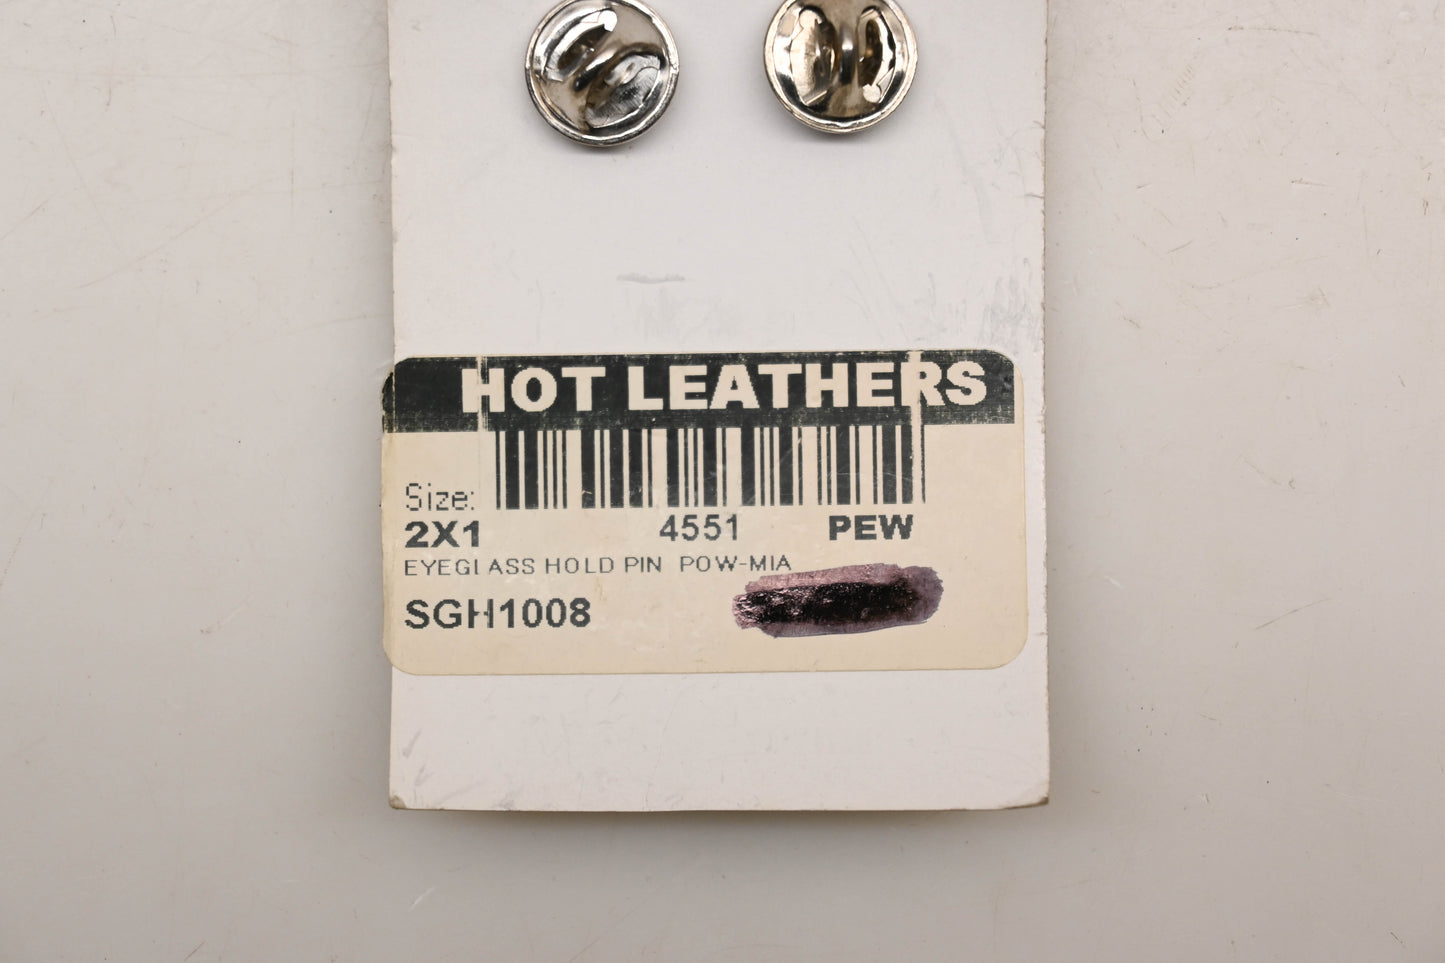 HOT LEATHERS
Size:
2X1 4551 PEW
EYEGLASS HOLD PIN POW-MIA
SGH1008